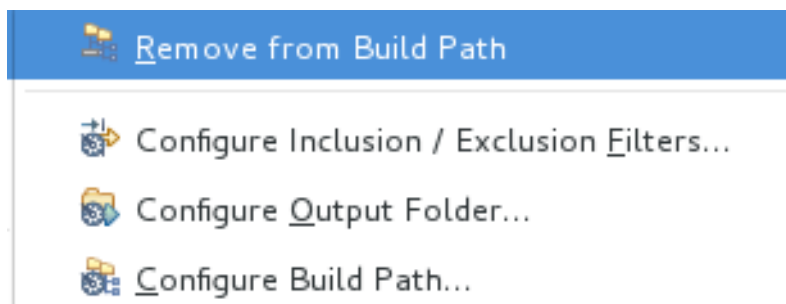 Remove from Build Path
Configure Inclusion / Exclusion Filters...
Configure Output Folder...
Configure Build Path...